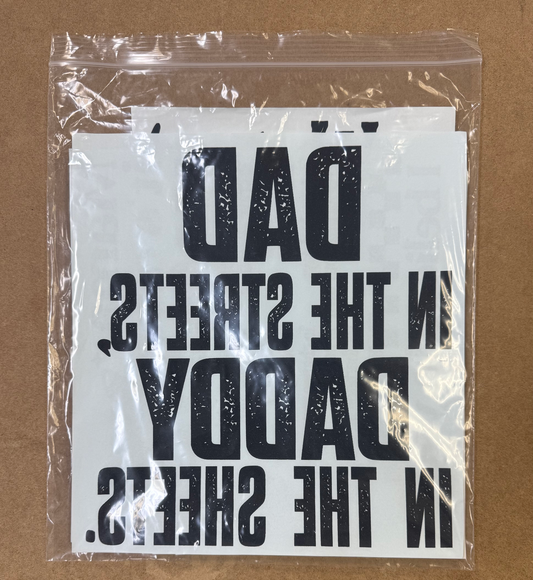 DAD
IN THE STREETS,
DADDY
IN THE SHEETS.